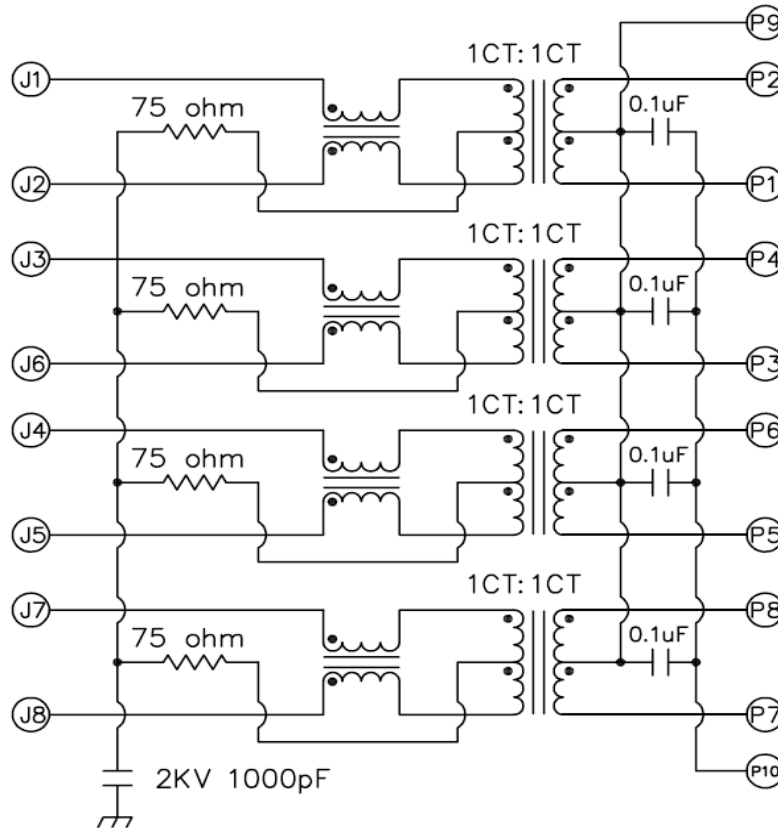 P9
1CT:1CT
J1
P2
75 ohm
0.1uF
J2
P1
1CT:1CT
J3
P4
75 ohm
0.1uF
J6
P3
1CT:1CT
J4
P6
75 ohm
0.1uF
J5
P5
1CT:1CT
J7
P8
75 ohm
0.1uF
J8
P7
P10
2KV 1000pF